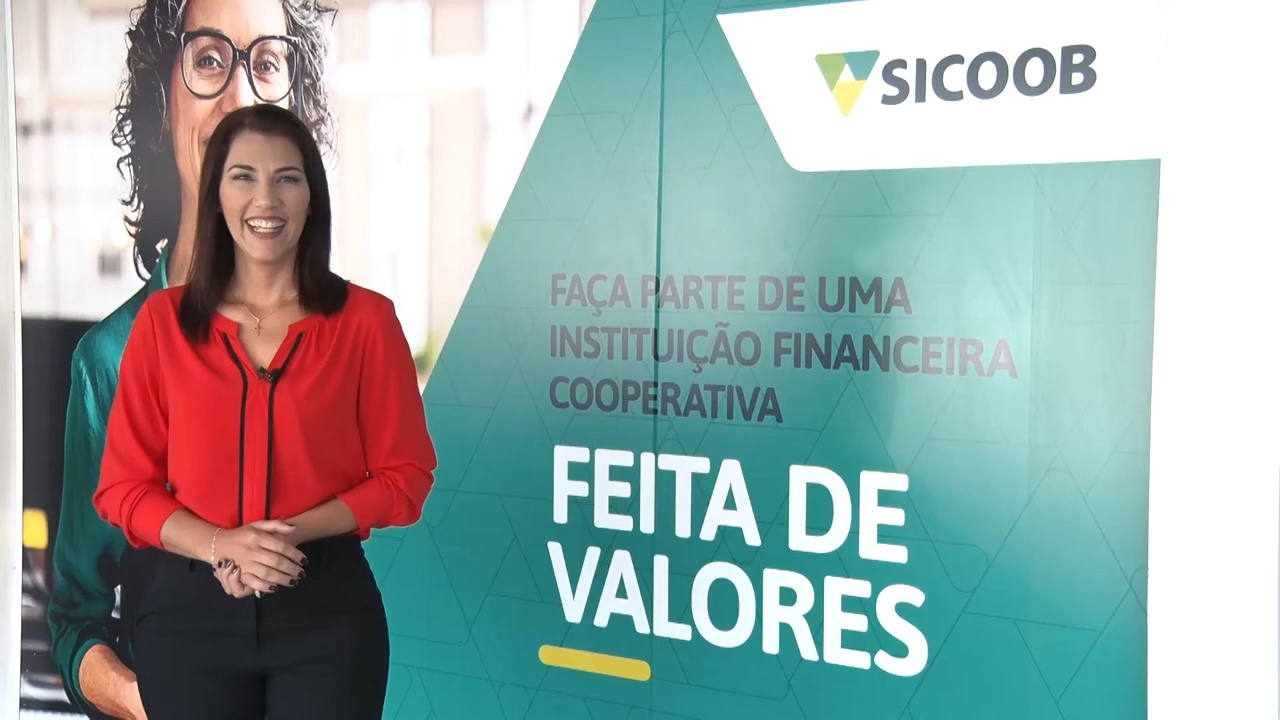 SICOOB
FAÇA PARTE DE UMA
INSTITUIÇÃO FINANCEIRA
COOPERATIVA
FEITA DE
VALORES